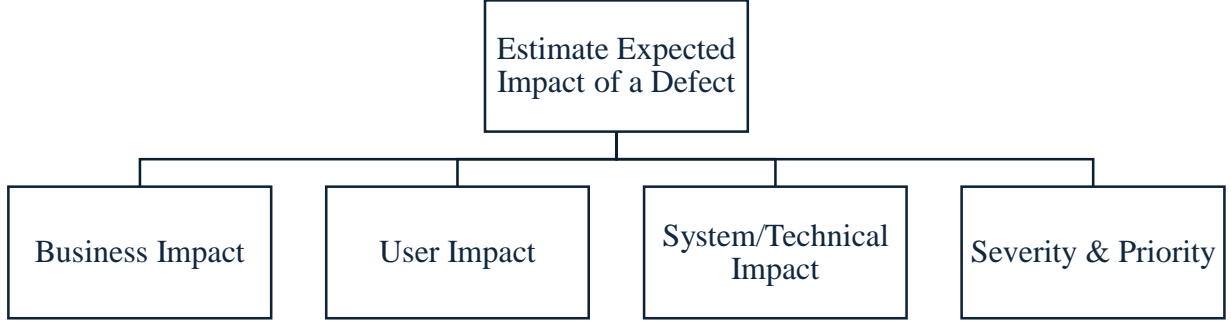 Estimate Expected
Impact of a Defect
Business Impact
User Impact
System/Technical
Impact
Severity & Priority